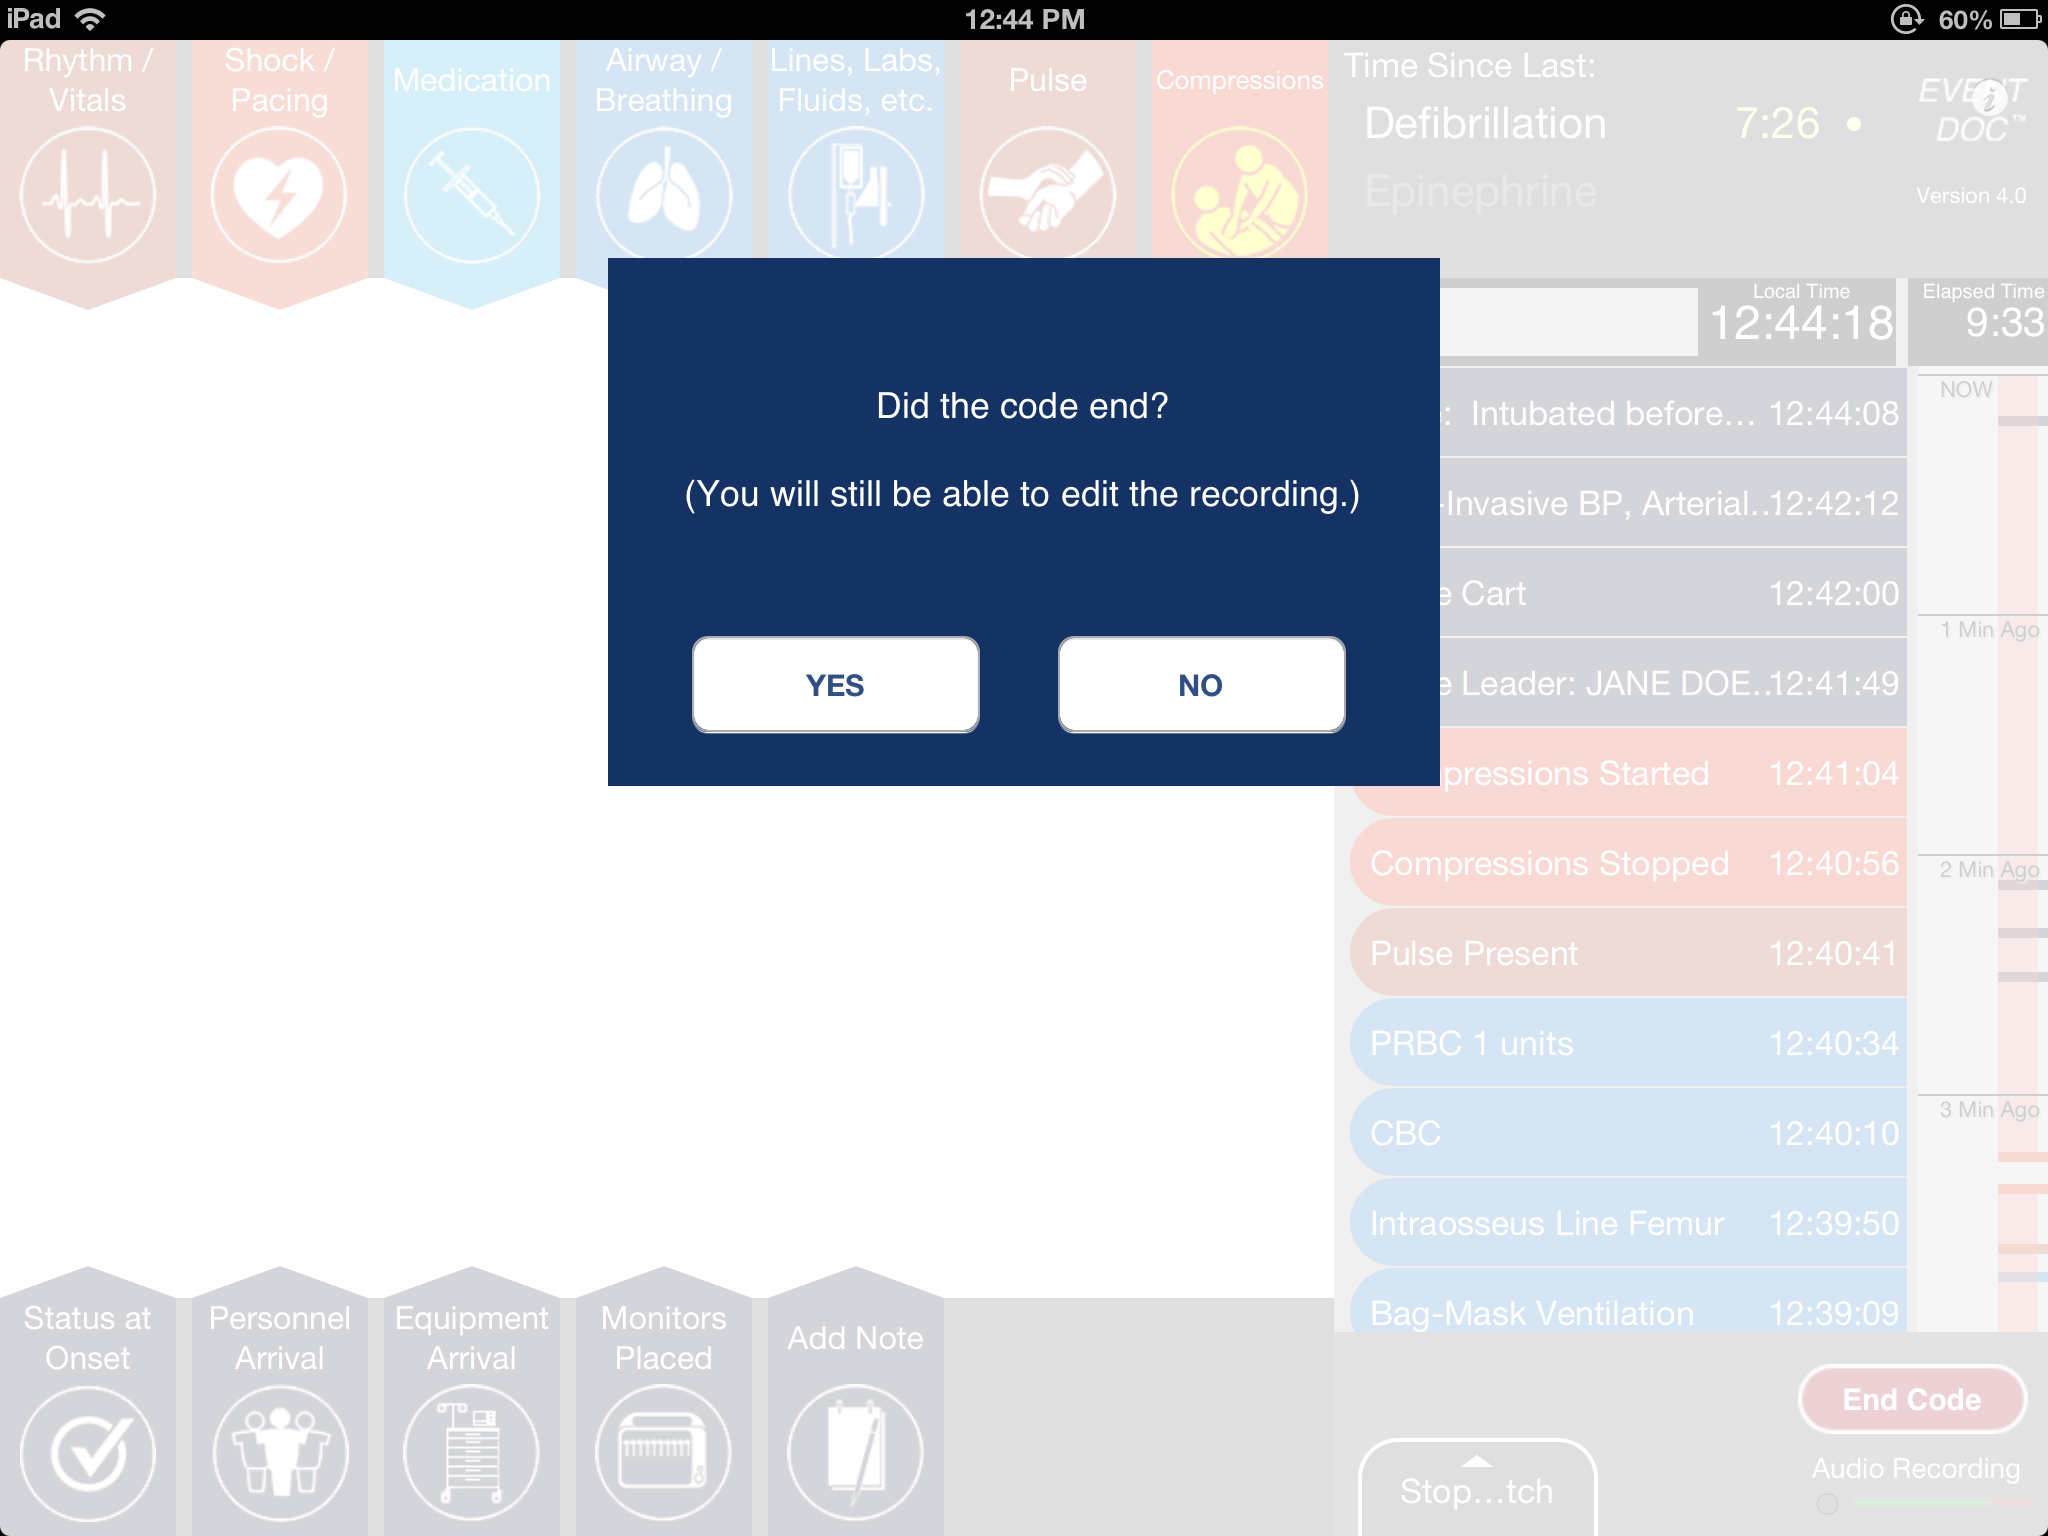 iPad
12:44 PM
60%
Rhythm /
Vitals
Shock /
Pacing
Medication
Airway /
Breathing
Lines, Labs,
Fluids, etc.
Pulse
Compressions
Time Since Last:
Defibrillation 7:26
Epinephrine
EVENT
DOC™
i
Version 4.0
Local Time
12:44:18
Elapsed Time
9:33
Did the code end?
(You will still be able to edit the recording.)
YES
NO
: Intubated before... 12:44:08
-Invasive BP, Arterial... 12:42:12
e Cart 12:42:00
e Leader: JANE DOE... 12:41:49
pressions Started 12:41:04
Compressions Stopped 12:40:56
Pulse Present 12:40:41
PRBC 1 units 12:40:34
CBC 12:40:10
Intraosseus Line Femur 12:39:50
Bag-Mask Ventilation 12:39:09
NOW
1 Min Ago
2 Min Ago
3 Min Ago
Status at
Onset
Personnel
Arrival
Equipment
Arrival
Monitors
Placed
Add Note
Stop...tch
End Code
Audio Recording